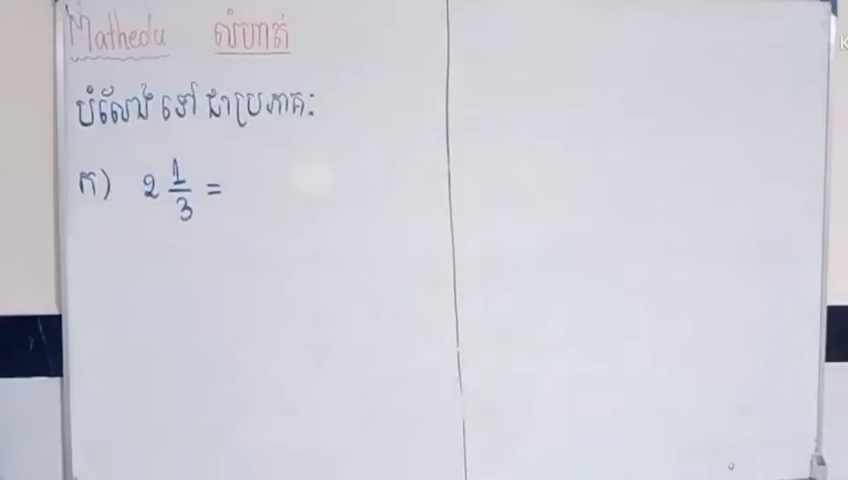 Mathedu លំហាត់
បំលែងទៅជាប្រភាគ:
ក) 2 1/3 =
K